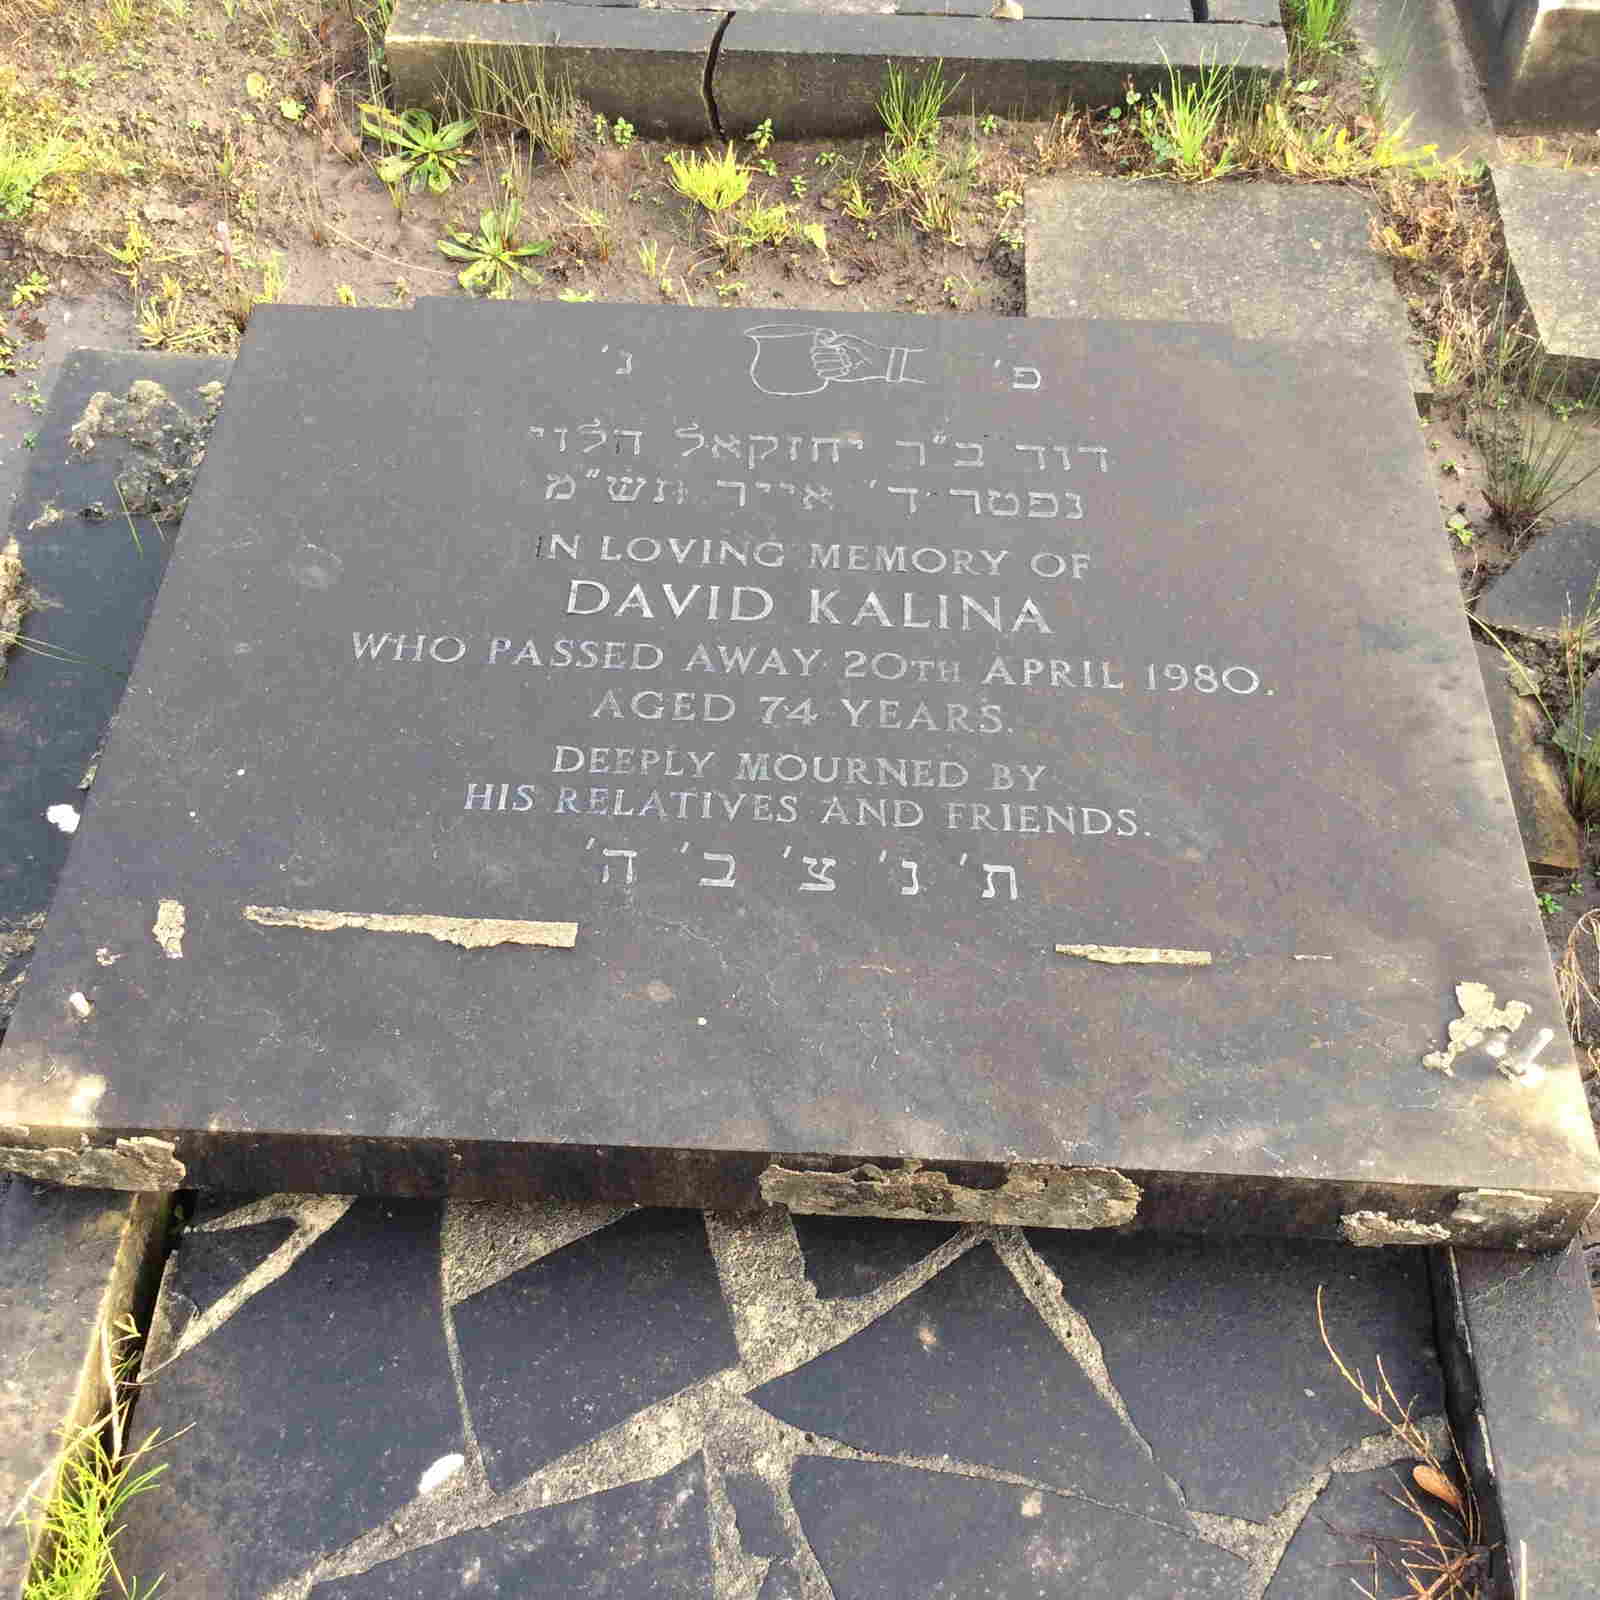 פ' נ'
דוד ב"ר יחזקאל הלוי
נפטר ד' אייר תש"מ
IN LOVING MEMORY OF
DAVID KALINA
WHO PASSED AWAY 20TH APRIL 1980.
AGED 74 YEARS.
DEEPLY MOURNED BY
HIS RELATIVES AND FRIENDS.
ת' נ' צ' ב' ה'